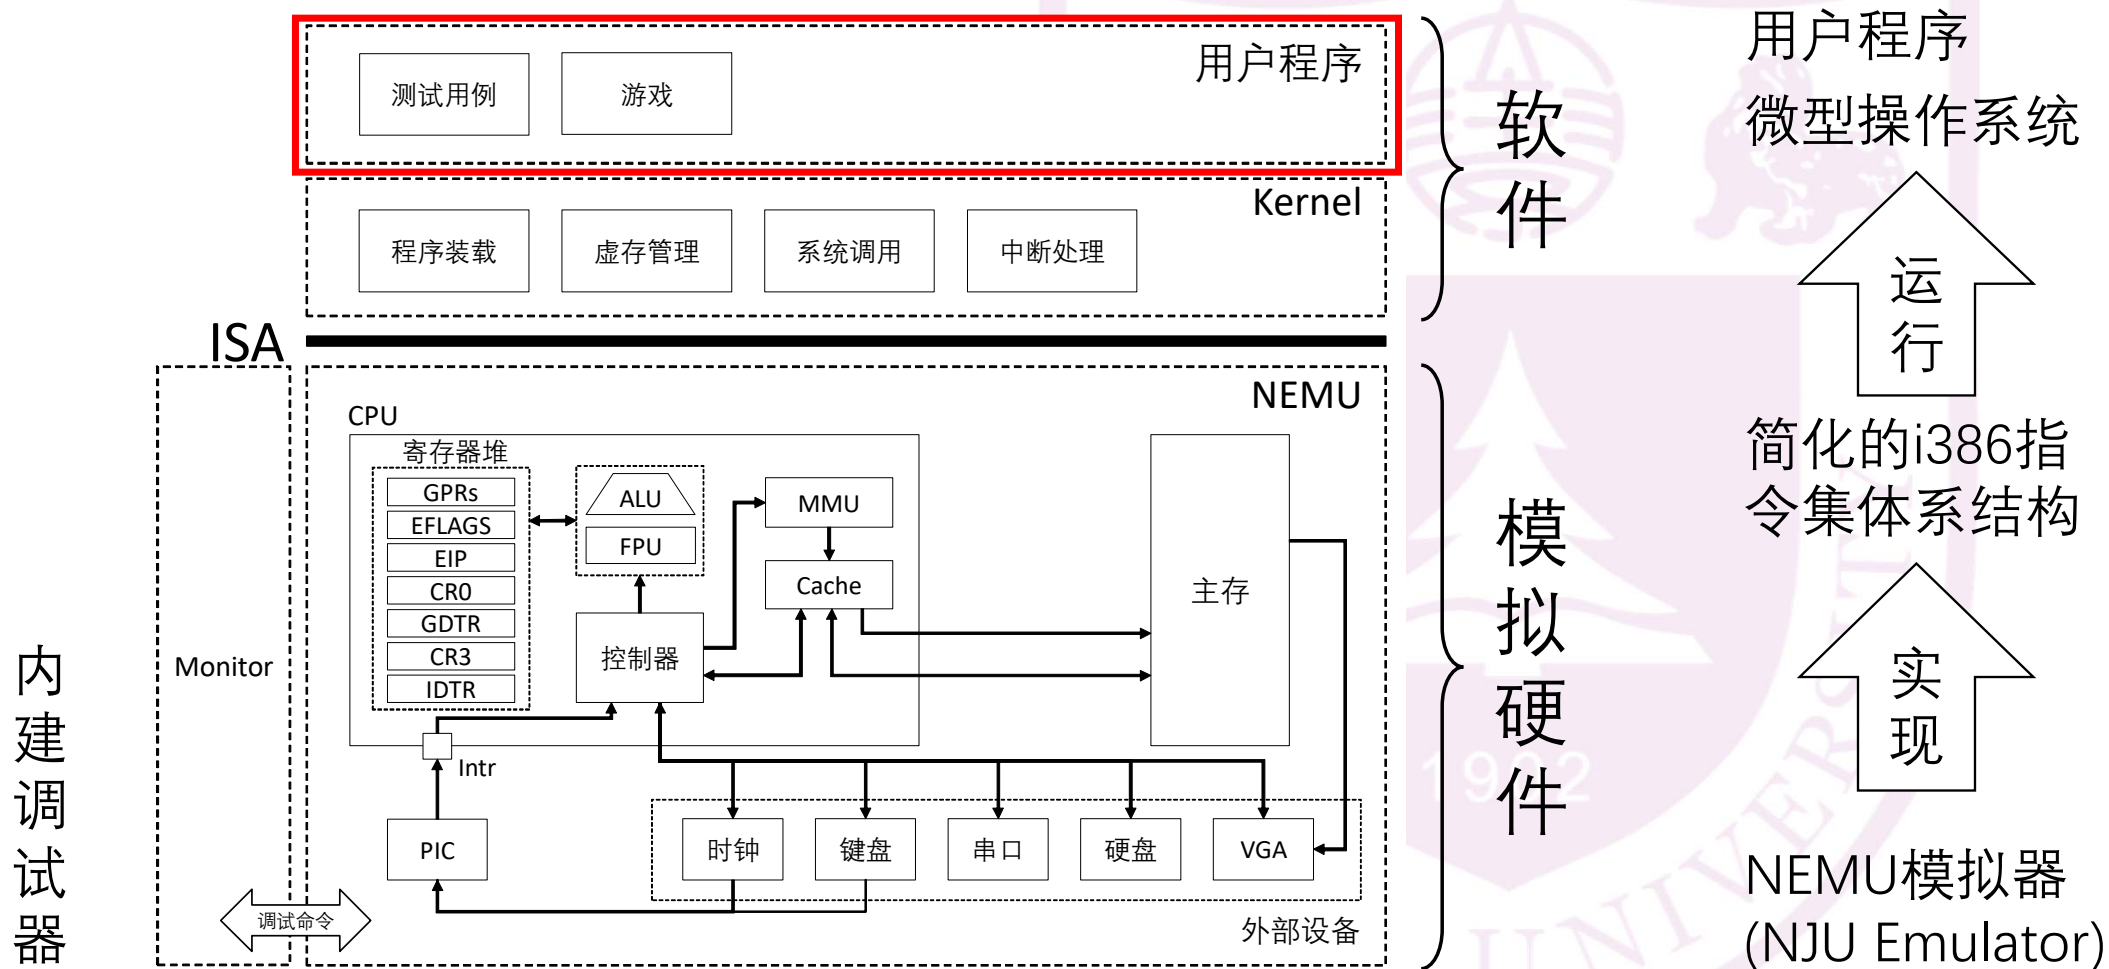 用户程序
测试用例
游戏
Kernel
程序装载
虚存管理
系统调用
中断处理
软件
用户程序
微型操作系统
运行
ISA
NEMU
CPU
寄存器堆
GPRs
EFLAGS
EIP
CR0
GDTR
CR3
IDTR
ALU
FPU
MMU
Cache
控制器
主存
Intr
PIC
时钟
键盘
串口
硬盘
VGA
外部设备
Monitor
调试命令
内建调试器
模拟硬件
简化的i386指
令集体系结构
实现
NEMU模拟器
(NJU Emulator)
1902
UNIVERSITY